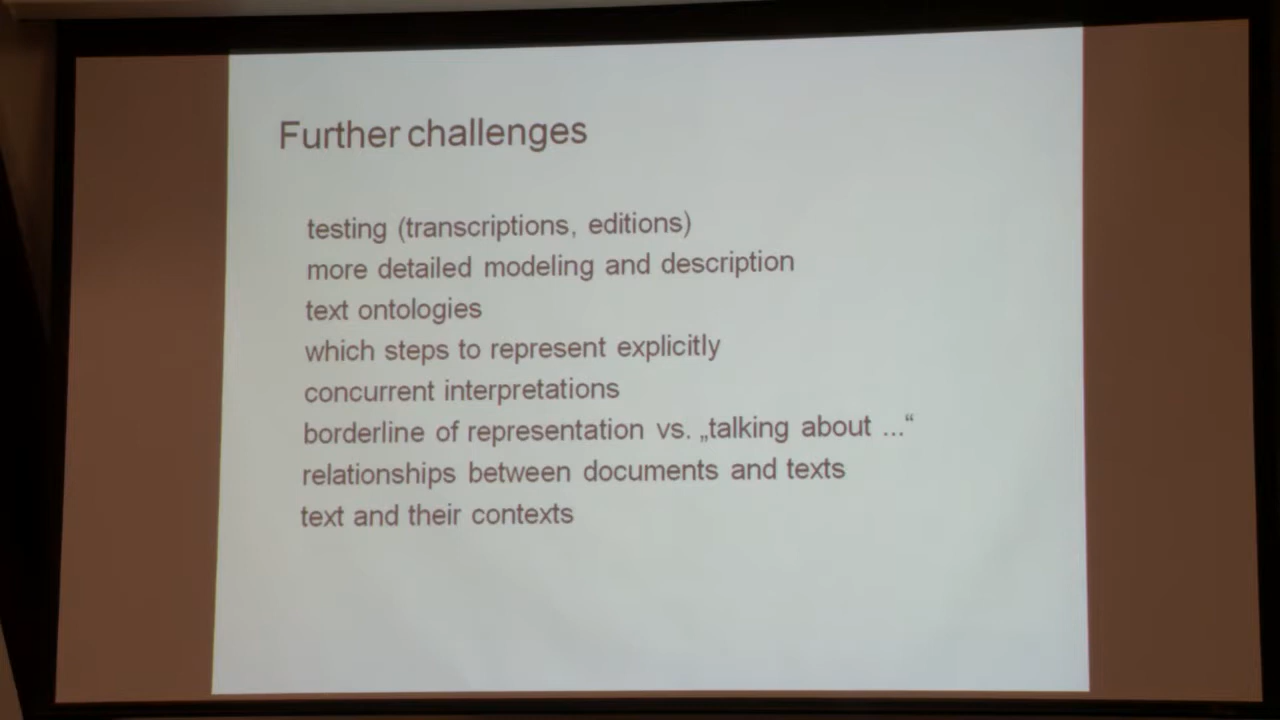 Further challenges
testing (transcriptions, editions)
more detailed modeling and description
text ontologies
which steps to represent explicitly
concurrent interpretations
borderline of representation vs. „talking about ...“
relationships between documents and texts
text and their contexts